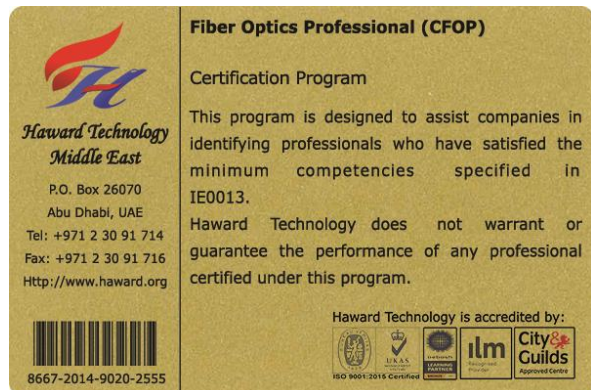 Fiber Optics Professional (CFOP)
Certification Program
This program is designed to assist companies in
identifying professionals who have satisfied the
minimum competencies specified in
IE0013.
Haward Technology does not warrant or
guarantee the performance of any professional
certified under this program.
Haward Technology
Middle East
P.O. Box 26070
Abu Dhabi, UAE
Tel: +971 2 30 91 714
Fax: +971 2 30 91 716
Http://www.haward.org
8667-2014-9020-2555
Haward Technology is accredited by:
UKAS
ISO 9001:2015 Certified
ilm
City&
Guilds
Approved Centre